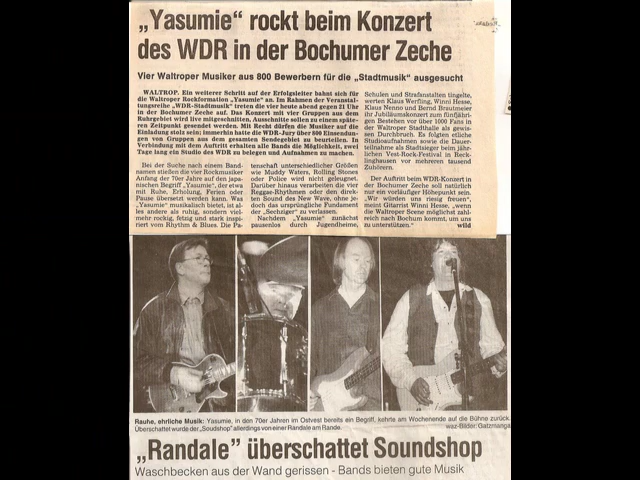 „Yasumie" rockt beim Konzert
des WDR in der Bochumer Zeche
Vier Waltroper Musiker aus 800 Bewerbern für die „Stadtmusik" ausgesucht
WALTROP. Ein weiterer Schritt auf der Erfolgsleiter bahnt sich für
die Waltroper Rockformation „Yasumie" an. Im Rahmen der Veranstal-
tungsreihe „WDR-Stadtmusik" treten die vier heute abend gegen 21 Uhr
in der Bochumer Zeche auf. Das Konzert mit vier Gruppen aus dem
Ruhrgebiet wird live mitgeschnitten, Ausschnitte sollen zu einem späte-
ren Zeitpunkt gesendet werden. Mit Recht dürfen die Musiker auf die
Einladung stolz sein; immerhin hatte die WDR-Jury über 800 Einsendun-
gen von Gruppen aus dem gesamten Sendegebiet zu beurteilen. In
Verbindung mit dem Auftritt erhalten alle Bands die Möglichkeit, zwei
Tage lang ein Studio des WDR zu belegen und Aufnahmen zu machen.
Bei der Suche nach einem Band-
namen stießen die vier Rockmusiker
Anfang der 70er Jahre auf den japa-
nischen Begriff „Yasumie", der etwa
mit Ruhe, Erholung, Ferien oder
Pause übersetzt werden kann. Was
„Yasumie" musikalisch bietet, ist al-
les andere als ruhig, sondern viel-
mehr rockig, fetzig und stark inspi-
riert vom Rhythm & Blues. Die Pa-
tenschaft unterschiedlicher Größen
wie Muddy Waters, Rolling Stones
oder Police wird nicht geleugnet.
Darüber hinaus verarbeiten die vier
Reggae-Rhythmen oder den direk-
ten Sound des New Wave, ohne je-
doch das ursprüngliche Fundament
der „Sechziger" zu verlassen.
Nachdem „Yasumie" zunächst
pausenlos durch Jugendheime,
Schulen und Strafanstalten tingelte,
werten Klaus Werfling, Winni Hesse,
Klaus Nenno und Bernd Brautmeier
ihr Jubiläumskonzert zum fünfjähri-
gen Bestehen vor über 1000 Fans in
der Waltroper Stadthalle als gewis-
sen Durchbruch. Es folgten etliche
Studioaufnahmen sowie die Dauer-
teilnahme als Stadtsieger beim jähr-
lichen Vest-Rock-Festival in Reck-
linghausen vor mehreren tausend
Zuhörern.
Der Auftritt beim WDR-Konzert in
der Bochumer Zeche soll natürlich
nur ein vorläufiger Höhepunkt sein.
„Wir würden uns riesig freuen",
meint Gitarrist Winni Hesse, „wenn
die Waltroper Szene möglichst zahl-
reich nach Bochum kommt, um uns
zu unterstützen." wild
Rauhe, ehrliche Musik: Yasumie, in den 70er Jahren im Ostvest bereits ein Begriff, kehrte am Wochenende auf die Bühne zurück.
Überschattet wurde der „Soudshop" allerdings von einer Randale am Rande. waz-Bilder: Gatzmanga
„Randale" überschattet Soundshop
Waschbecken aus der Wand gerissen - Bands bieten gute Musik